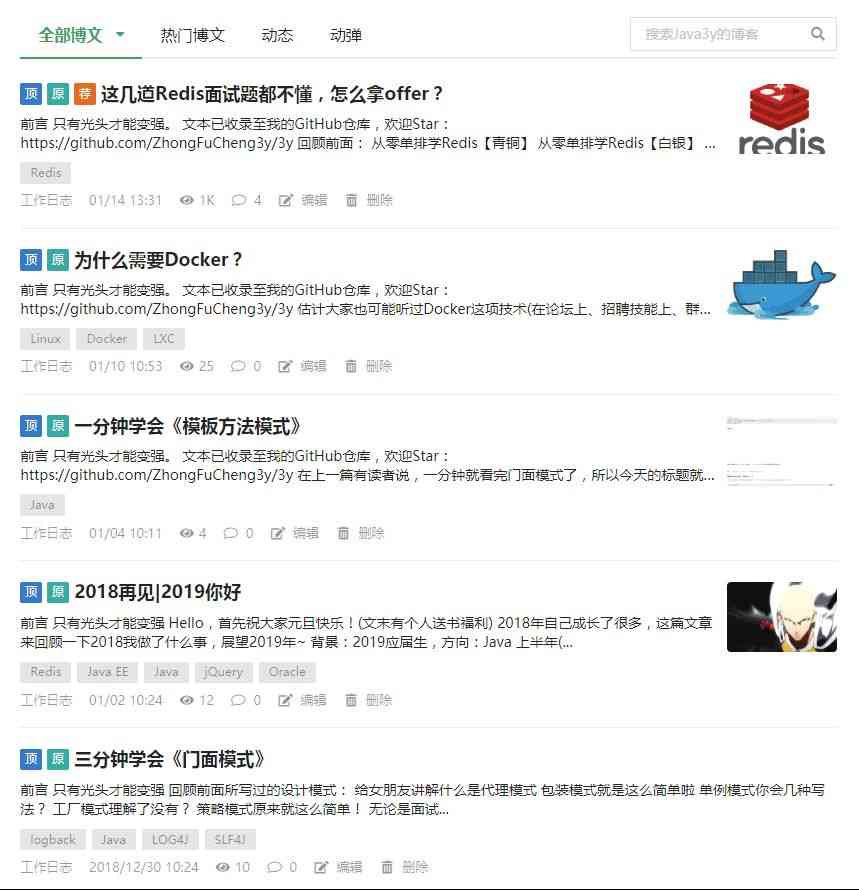 全部博文 热门博文 动态 动弹 搜索Java3y的博客
顶 原 荐 这几道Redis面试题都不懂，怎么拿offer？
前言 只有光头才能变强。 文本已收录至我的GitHub仓库，欢迎Star：
https://github.com/ZhongFuCheng3y/3y 回顾前面： 从零单排学Redis【青铜】 从零单排学Redis【白银】 ...
redis
Redis
工作日志 01/14 13:31 1K 4 编辑 删除
顶 原 为什么需要Docker？
前言 只有光头才能变强。 文本已收录至我的GitHub仓库，欢迎Star：
https://github.com/ZhongFuCheng3y/3y 估计大家也可能听过Docker这项技术(在论坛上、招聘技能上、群...
Linux Docker LXC
工作日志 01/10 10:53 25 0 编辑 删除
顶 原 一分钟学会《模板方法模式》
前言 只有光头才能变强。 文本已收录至我的GitHub仓库，欢迎Star：
https://github.com/ZhongFuCheng3y/3y 在上一篇有读者说，一分钟就看完门面模式了，所以今天的标题就...
Java
工作日志 01/04 10:11 4 0 编辑 删除
顶 原 2018再见|2019你好
前言 只有光头才能变强 Hello，首先祝大家元旦快乐！(文末有个人送书福利) 2018年自己成长了很多，这篇文章
来回顾一下2018我做了什么事，展望2019年~ 背景：2019应届生，方向：Java 上半年(...
Redis Java EE Java jQuery Oracle
工作日志 01/02 10:24 12 0 编辑 删除
顶 原 三分钟学会《门面模式》
前言 只有光头才能变强 回顾前面所写过的设计模式： 给女朋友讲解什么是代理模式 包装模式就是这么简单啦 单例模式你会几种写
法？ 工厂模式理解了没有？ 策略模式原来就这么简单！ 无论是面试...
logback Java LOG4J SLF4J
工作日志 2018/12/30 10:24 10 0 编辑 删除